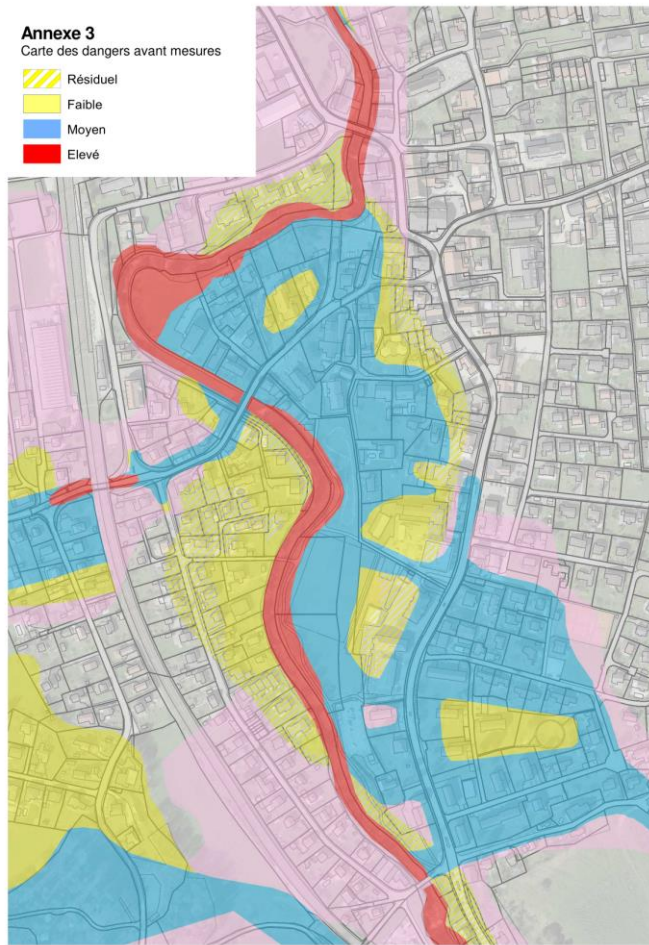 Annexe 3
Carte des dangers avant mesures
Résiduel
Faible
Moyen
Elevé